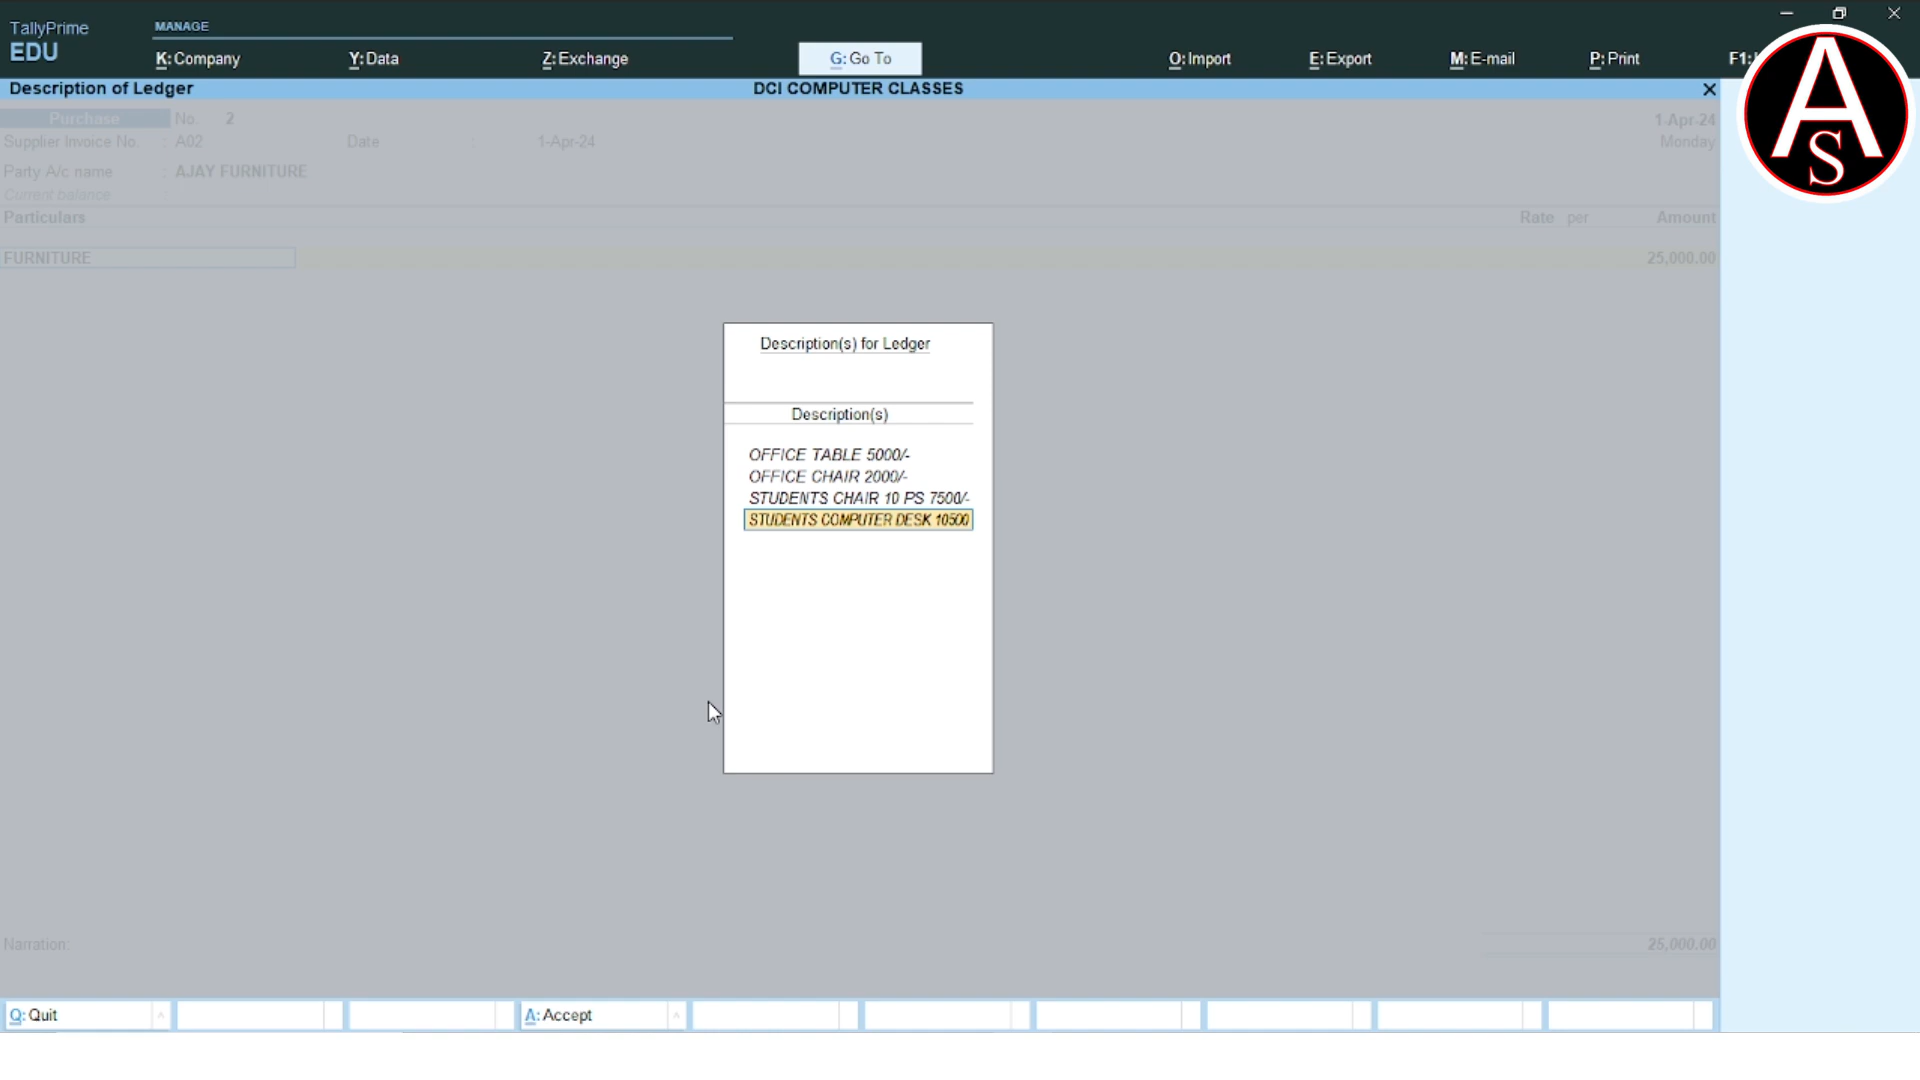 TallyPrime
EDU
MANAGE
K: Company
Y: Data
Z: Exchange
G: Go To
O: Import
E: Export
M: E-mail
P: Print
F1:
Description of Ledger
DCI COMPUTER CLASSES
Purchase No. 2
1-Apr-24
Supplier Invoice No. : A02 Date : 1-Apr-24
Monday
Party A/c name : AJAY FURNITURE
Current balance :
Particulars Rate per Amount
FURNITURE 25,000.00
Description(s) for Ledger
Description(s)
OFFICE TABLE 5000/-
OFFICE CHAIR 2000/-
STUDENTS CHAIR 10 PS 7500/-
STUDENTS COMPUTER DESK 10500
Narration: 25,000.00
Q: Quit
A: Accept
A
S